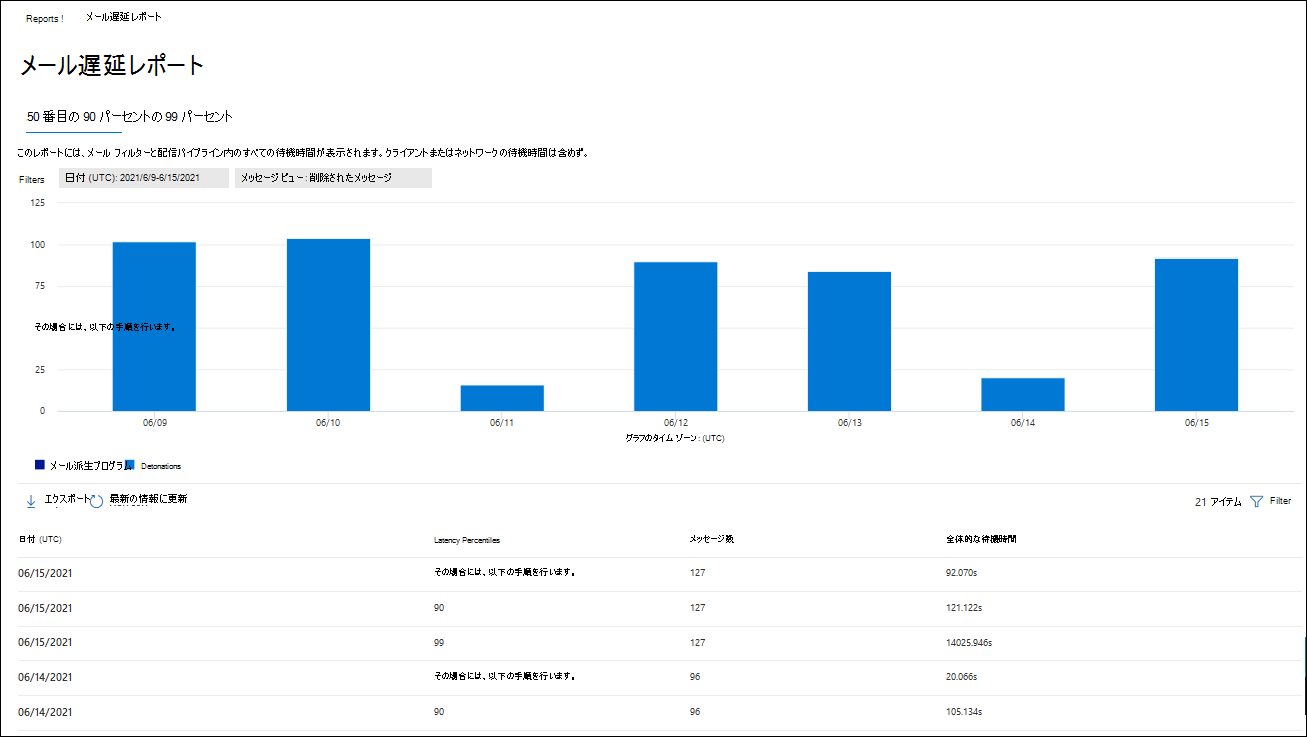 Reports ! メール遅延レポート
メール遅延レポート
50 番目の 90 パーセントの 99 パーセント
このレポートには、メール フィルターと配信パイプライン内のすべての待機時間が表示されます。クライアントまたはネットワークの待機時間は含めず。
Filters 日付 (UTC): 2021/6/9-6/15/2021 メッセージ ビュー: 削除されたメッセージ
125
100
75
その場合には、以下の手順を行います。
25
0
06/09 06/10 06/11 06/12 06/13 06/14 06/15
グラフのタイム ゾーン: (UTC)
メール派生プログラム Detonations
エクスポート 最新の情報に更新 21 アイテム Filter
日付 (UTC) Latency Percentiles メッセージ数 全体的な待機時間
06/15/2021 その場合には、以下の手順を行います。 127 92.070s
06/15/2021 90 127 121.122s
06/15/2021 99 127 14025.946s
06/14/2021 その場合には、以下の手順を行います。 96 20.066s
06/14/2021 90 96 105.134s